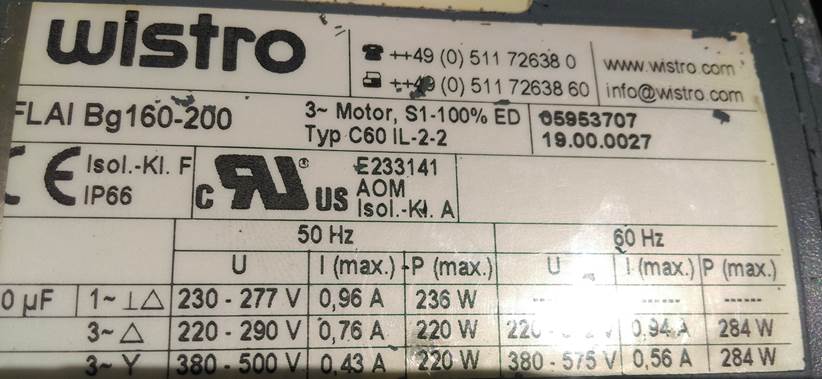 wistro
☎ ++49 (0) 511 72638 0
++49 (0) 511 72638 60
www.wistro.com
info@wistro.com
FLAI Bg160-200
3~ Motor, S1-100% ED
Typ C60 IL-2-2
05953707
19.00.0027
CE Isol.-Kl. F
IP66
C RU ® US
E233141
AOM
Isol.-Kl. A
50 Hz 60 Hz
U I (max.) P (max.) U I (max.) P (max.)
0 µF 1~ ⊥△ 230 - 277 V 0,96 A 236 W ---- ------ ------
3~ △ 220 - 290 V 0,76 A 220 W V 0,94 A 284 W
3~ Y 380 - 500 V 0,43 A 220 W 380 - 575 V 0,56 A 284 W